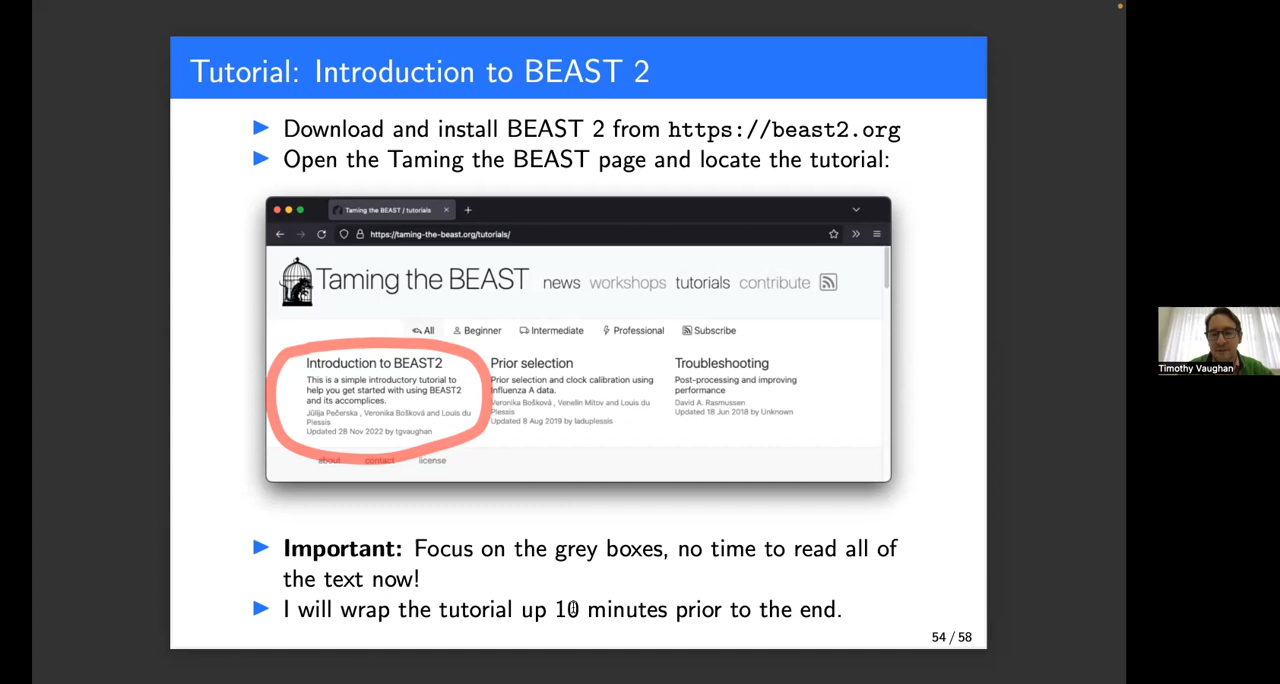 Tutorial: Introduction to BEAST 2
Download and install BEAST 2 from https://beast2.org
Open the Taming the BEAST page and locate the tutorial:
Taming the BEAST / tutorials
https://taming-the-beast.org/tutorials/
Taming the BEAST news workshops tutorials contribute
All Beginner Intermediate Professional Subscribe
Introduction to BEAST2
This is a simple introductory tutorial to
help you get started with using BEAST2
and its accomplices.
Jūlija Pečerska , Veronika Bošková and Louis du
Plessis
Updated 28 Nov 2022 by tgvaughan
Prior selection
Prior selection and clock calibration using
Influenza A data.
Veronika Bošková , Venelin Mitov and Louis du
Plessis
Updated 8 Aug 2019 by laduplessis
Troubleshooting
Post-processing and improving
performance
David A. Rasmussen
Updated 18 Jun 2018 by Unknown
about contact license
Important: Focus on the grey boxes, no time to read all of
the text now!
I will wrap the tutorial up 10 minutes prior to the end.
54 / 58
Timothy Vaughan